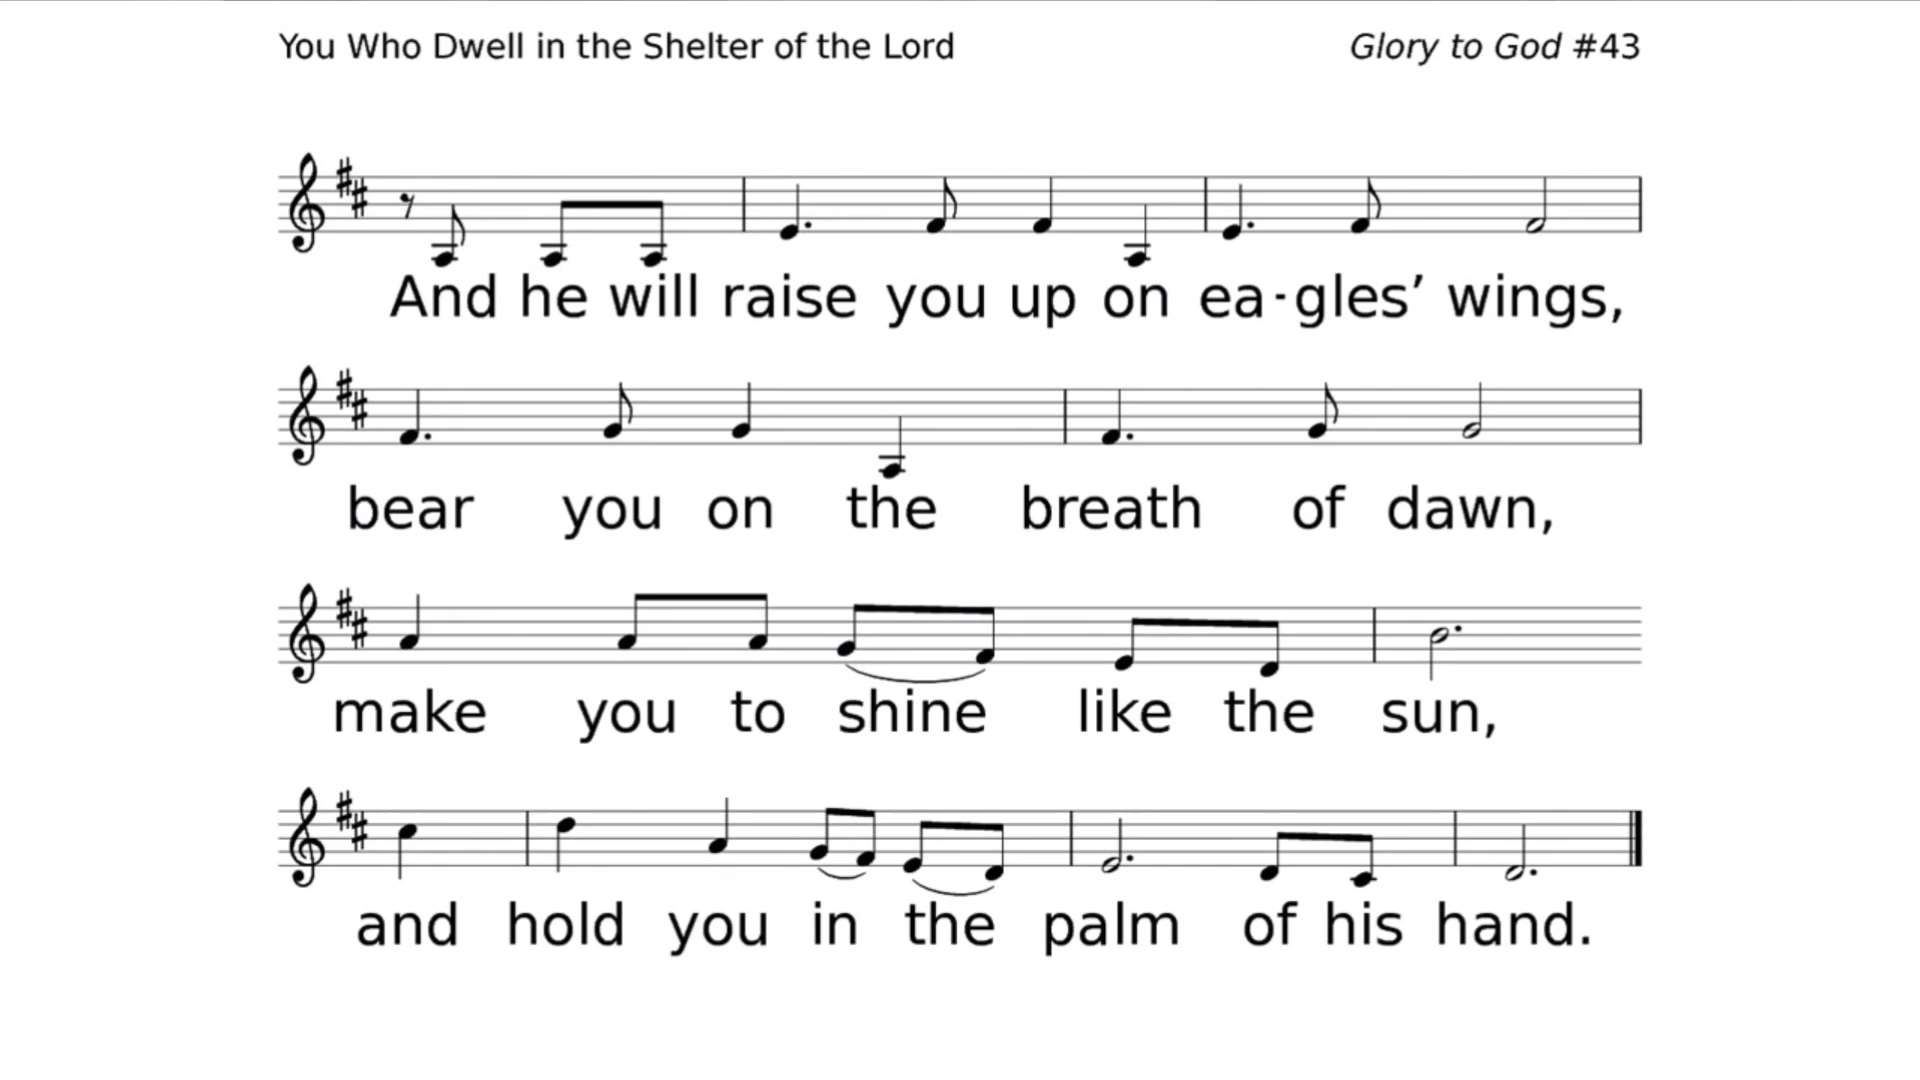 You Who Dwell in the Shelter of the Lord Glory to God #43
And he will raise you up on ea-gles’ wings,
bear you on the breath of dawn,
make you to shine like the sun,
and hold you in the palm of his hand.